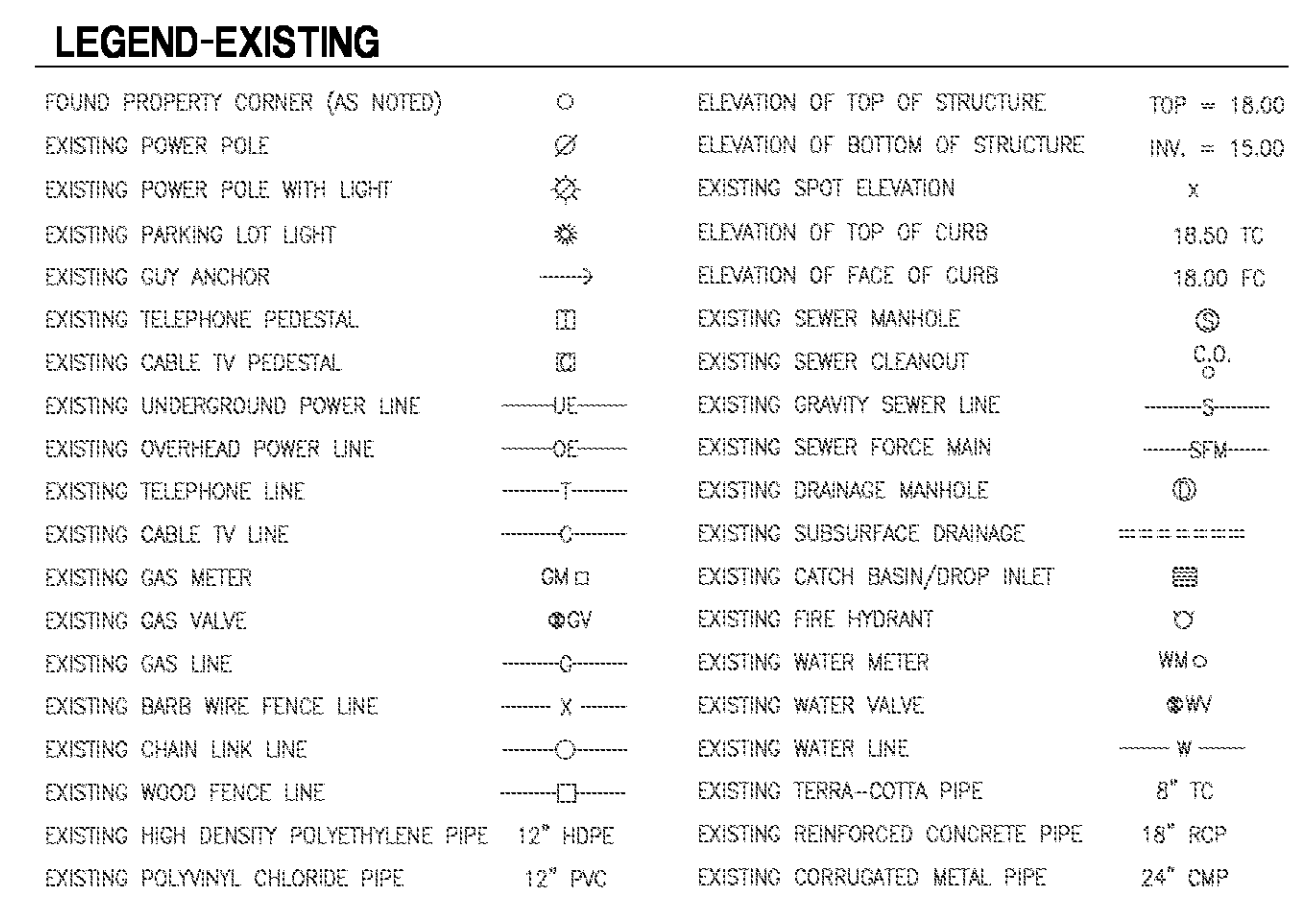 LEGEND-EXISTING
FOUND PROPERTY CORNER (AS NOTED)
EXISTING POWER POLE
EXISTING POWER POLE WITH LIGHT
EXISTING PARKING LOT LIGHT
EXISTING GUY ANCHOR
EXISTING TELEPHONE PEDESTAL T
EXISTING CABLE TV PEDESTAL C
EXISTING UNDERGROUND POWER LINE UE
EXISTING OVERHEAD POWER LINE OE
EXISTING TELEPHONE LINE T
EXISTING CABLE TV LINE C
EXISTING GAS METER GM
EXISTING GAS VALVE GV
EXISTING GAS LINE G
EXISTING BARB WIRE FENCE LINE X
EXISTING CHAIN LINK LINE
EXISTING WOOD FENCE LINE
EXISTING HIGH DENSITY POLYETHYLENE PIPE 12" HDPE
EXISTING POLYVINYL CHLORIDE PIPE 12" PVC
ELEVATION OF TOP OF STRUCTURE TOP = 18.00
ELEVATION OF BOTTOM OF STRUCTURE INV. = 15.00
EXISTING SPOT ELEVATION X
ELEVATION OF TOP OF CURB 18.50 TC
ELEVATION OF FACE OF CURB 18.00 FC
EXISTING SEWER MANHOLE S
EXISTING SEWER CLEANOUT C.O.
EXISTING GRAVITY SEWER LINE S
EXISTING SEWER FORCE MAIN SFM
EXISTING DRAINAGE MANHOLE D
EXISTING SUBSURFACE DRAINAGE
EXISTING CATCH BASIN/DROP INLET
EXISTING FIRE HYDRANT
EXISTING WATER METER WM
EXISTING WATER VALVE WV
EXISTING WATER LINE W
EXISTING TERRA-COTTA PIPE 8" TC
EXISTING REINFORCED CONCRETE PIPE 18" RCP
EXISTING CORRUGATED METAL PIPE 24" CMP